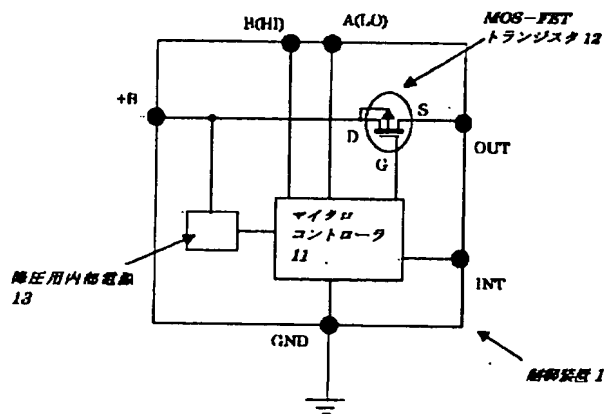 B(HI)
A(LO)
MOS-FET
トランジスタ 12
+B
D
S
G
OUT
マイクロ
コントローラ
11
降圧用内部電源
13
INT
GND
制御装置 1